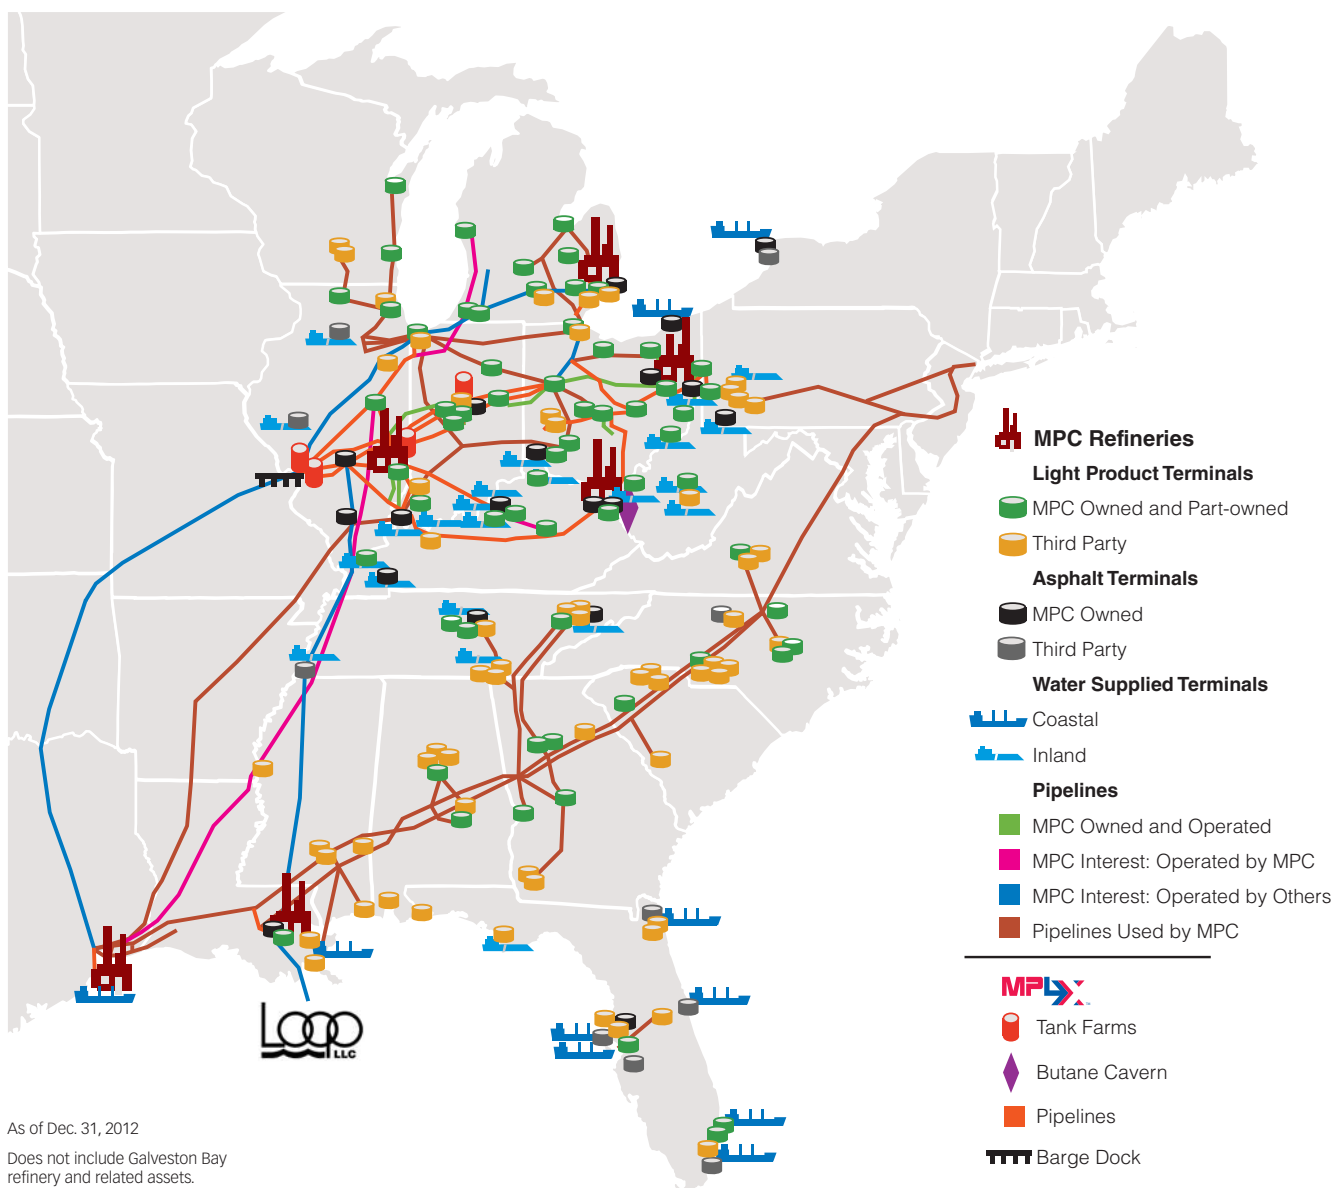 MPC Refineries
Light Product Terminals
MPC Owned and Part-owned
Third Party
Asphalt Terminals
MPC Owned
Third Party
Water Supplied Terminals
Coastal
Inland
Pipelines
MPC Owned and Operated
MPC Interest: Operated by MPC
MPC Interest: Operated by Others
Pipelines Used by MPC
MPLX
Tank Farms
Butane Cavern
Pipelines
Barge Dock
LOOP
LLC
As of Dec. 31, 2012
Does not include Galveston Bay
refinery and related assets.